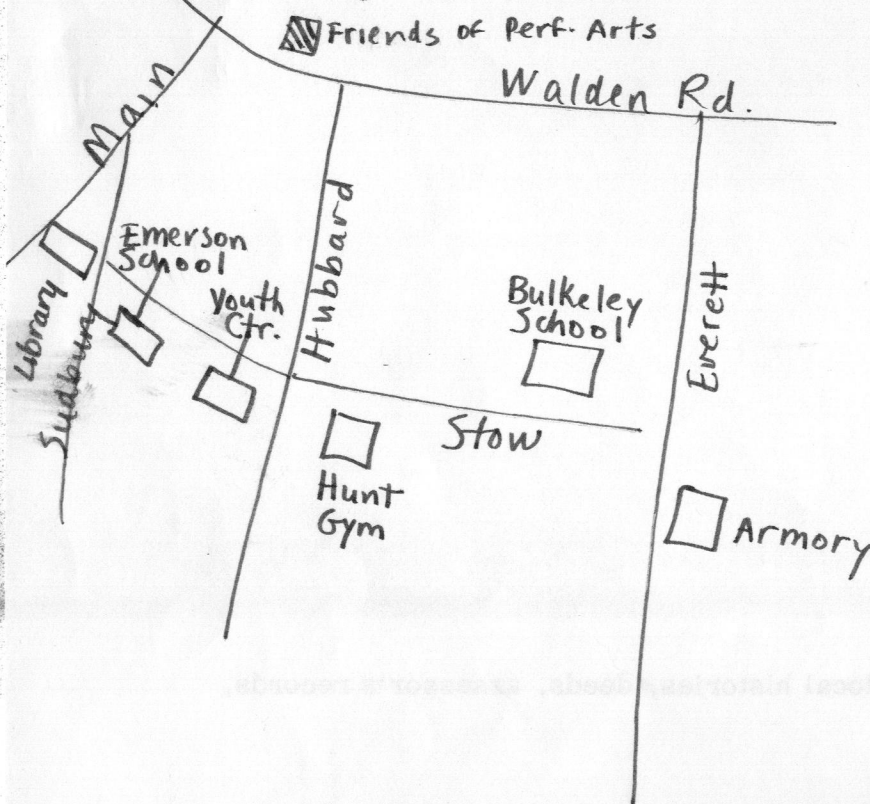 Friends of Perf. Arts
Walden Rd.
Main
Emerson
School
Youth
Ctr.
Hubbard
Bulkeley
School
Everett
Library
Sudbury
Stow
Hunt
Gym
Armory
local histories, deeds, assessor's records,